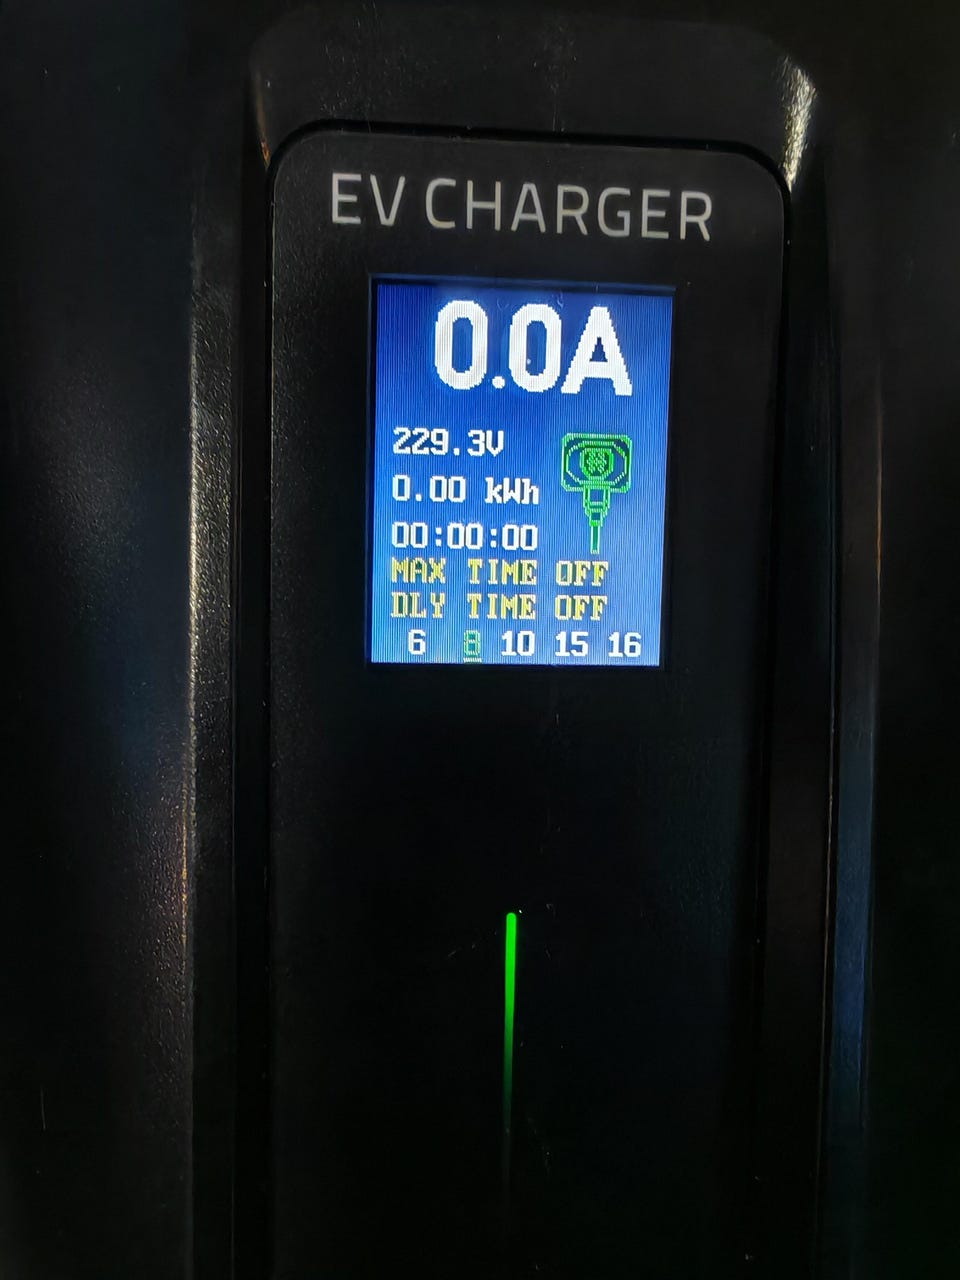 EV CHARGER
0.0A
229.3V
0.00 kWh
00:00:00
MAX TIME OFF
DLY TIME OFF
6 8 10 15 16